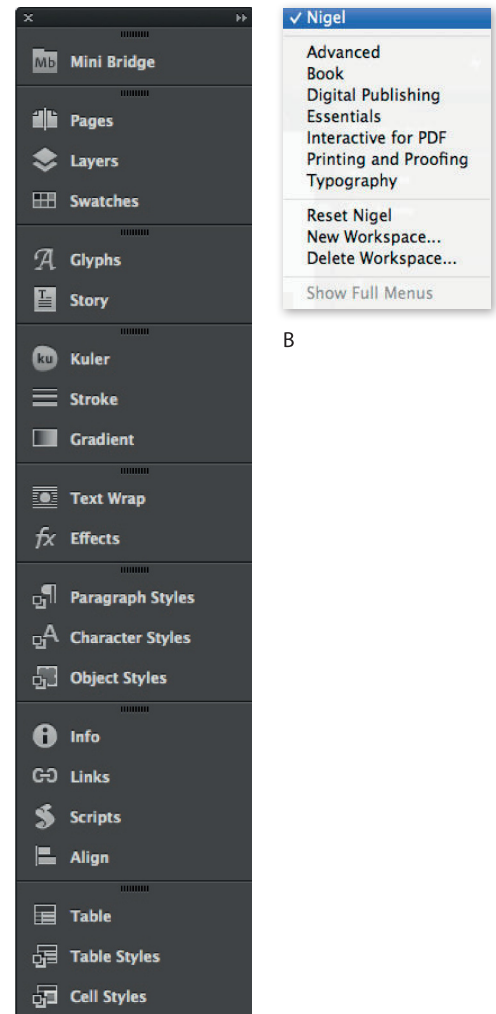 Mb Mini Bridge
Pages
Layers
Swatches
Glyphs
Story
ku Kuler
Stroke
Gradient
Text Wrap
fx Effects
Paragraph Styles
Character Styles
Object Styles
Info
Links
Scripts
Align
Table
Table Styles
Cell Styles
✓ Nigel
Advanced
Book
Digital Publishing
Essentials
Interactive for PDF
Printing and Proofing
Typography
Reset Nigel
New Workspace...
Delete Workspace...
Show Full Menus
B